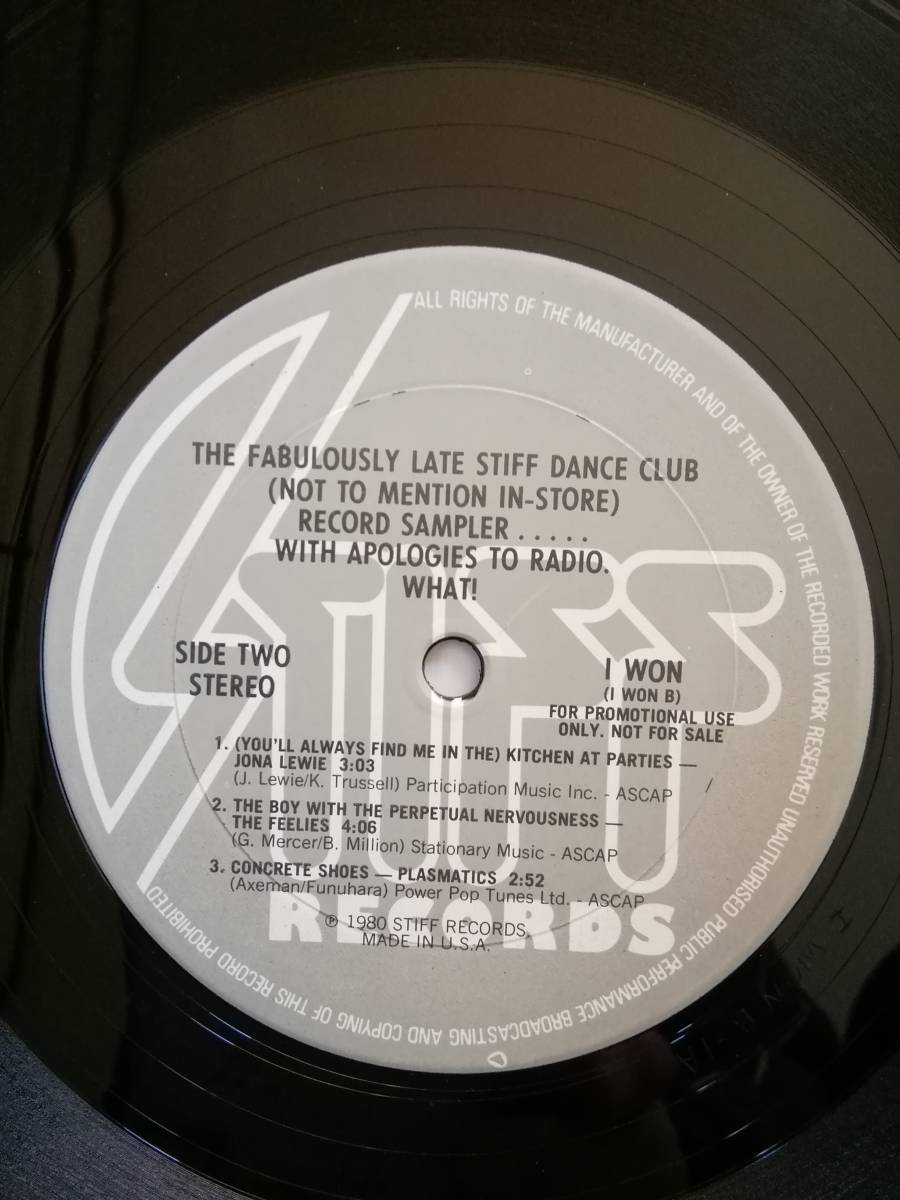 ALL RIGHTS OF THE MANUFACTURER AND OF THE OWNER OF THE RECORDED WORK RESERVED UNAUTHORISED PUBLIC PERFORMANCE BROADCASTING AND COPYING OF THIS RECORD PROHIBITED
THE FABULOUSLY LATE STIFF DANCE CLUB
(NOT TO MENTION IN-STORE)
RECORD SAMPLER . . . . .
WITH APOLOGIES TO RADIO.
WHAT!
STIFF
SIDE TWO
STEREO
I WON
(I WON B)
FOR PROMOTIONAL USE
ONLY. NOT FOR SALE
1. (YOU'LL ALWAYS FIND ME IN THE) KITCHEN AT PARTIES —
JONA LEWIE 3:03
(J. Lewie/K. Trussell) Participation Music Inc. - ASCAP
2. THE BOY WITH THE PERPETUAL NERVOUSNESS —
THE FEELIES 4:06
(G. Mercer/B. Million) Stationary Music - ASCAP
3. CONCRETE SHOES — PLASMATICS 2:52
(Axeman/Funuhara) Power Pop Tunes Ltd. - ASCAP
RECORDS
℗ 1980 STIFF RECORDS
MADE IN U.S.A.